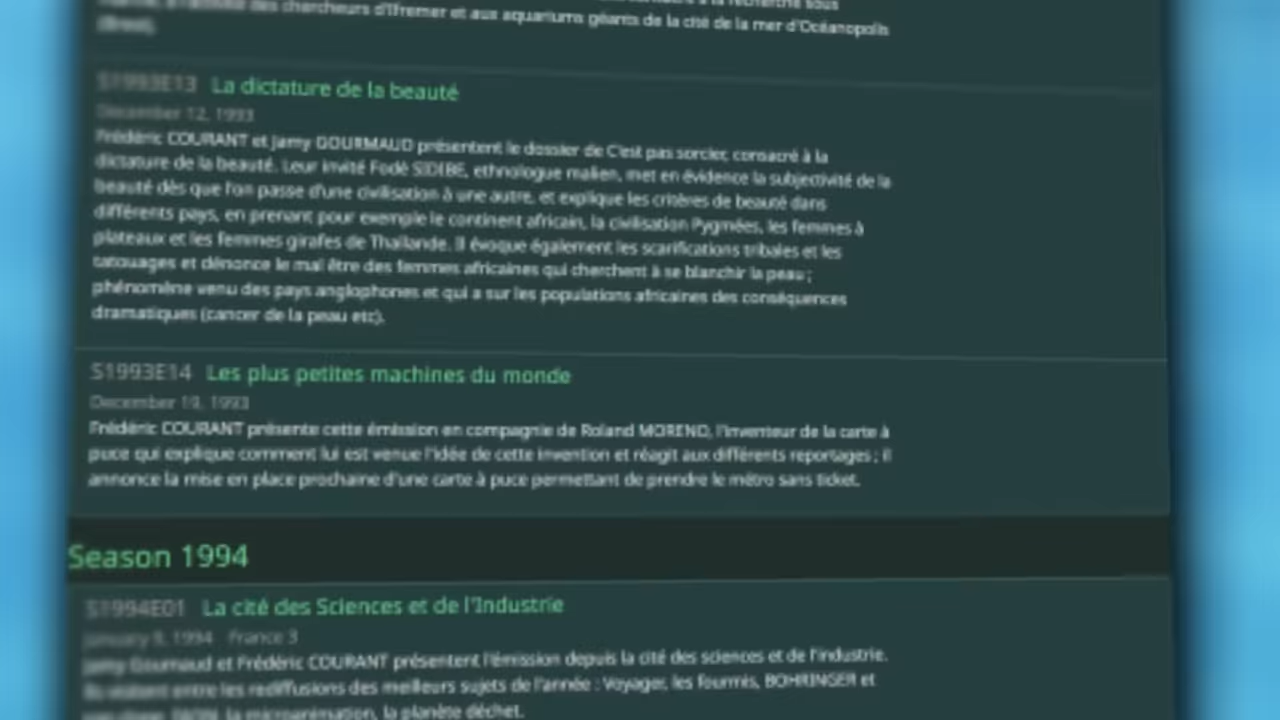 chercheurs d'Ifremer et aux aquariums géants de la cité de la mer d'Océanopolis
(Brest).
S1993E13 La dictature de la beauté
December 12, 1993
Frédéric COURANT et Jamy GOURMAUD présentent le dossier de C'est pas sorcier, consacré à la
dictature de la beauté. Leur invité Fodé SIDIBE, ethnologue malien, met en évidence la subjectivité de la
beauté dès que l'on passe d'une civilisation à une autre, et explique les critères de beauté dans
différents pays, en prenant pour exemple le continent africain, la civilisation Pygmées, les femmes à
plateaux et les femmes girafes de Thaïlande. Il évoque également les scarifications tribales et les
tatouages et dénonce le mal être des femmes africaines qui cherchent à se blanchir la peau ;
phénomène venu des pays anglophones et qui a sur les populations africaines des conséquences
dramatiques (cancer de la peau etc).
S1993E14 Les plus petites machines du monde
December 19, 1993
Frédéric COURANT présente cette émission en compagnie de Roland MORENO, l'inventeur de la carte à
puce qui explique comment lui est venue l'idée de cette invention et réagit aux différents reportages ; il
annonce la mise en place prochaine d'une carte à puce permettant de prendre le métro sans ticket.
Season 1994
S1994E01 La cité des Sciences et de l'Industrie
January 9, 1994 France 3
Jamy Gourmaud et Frédéric COURANT présentent l'émission depuis la cité des sciences et de l'industrie.
entre les rediffusions des meilleurs sujets de l'année : Voyager, les fourmis, BOHRINGER et
la microanimation, la planète déchet.